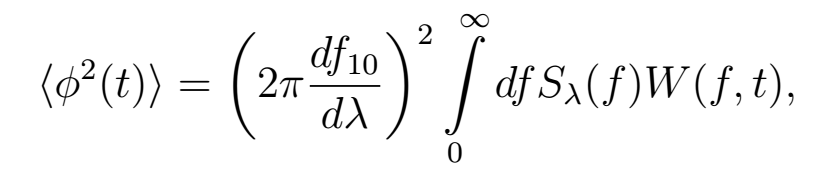 ⟨ϕ²(t)⟩ = (2π df₁₀/dλ)² ∫₀^∞ df S_λ(f)W(f, t),